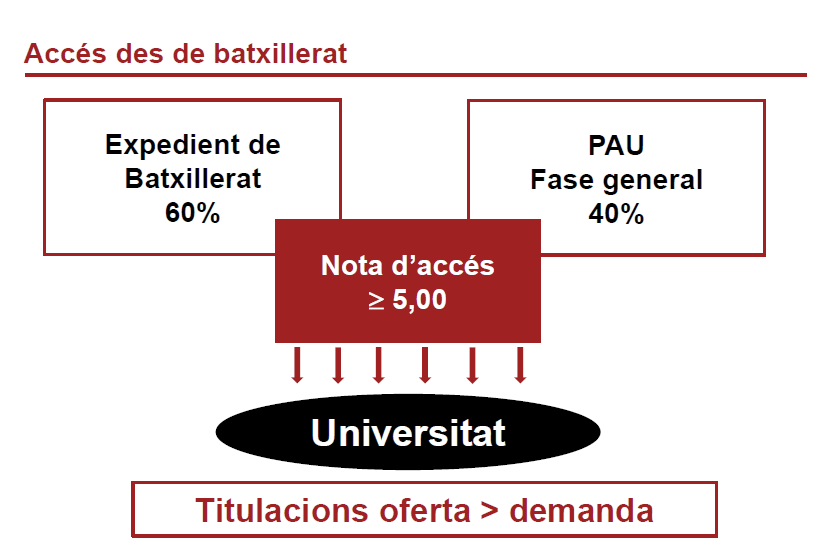 Accés des de batxillerat
Expedient de
Batxillerat
60%
PAU
Fase general
40%
Nota d’accés
≥ 5,00
Universitat
Titulacions oferta > demanda